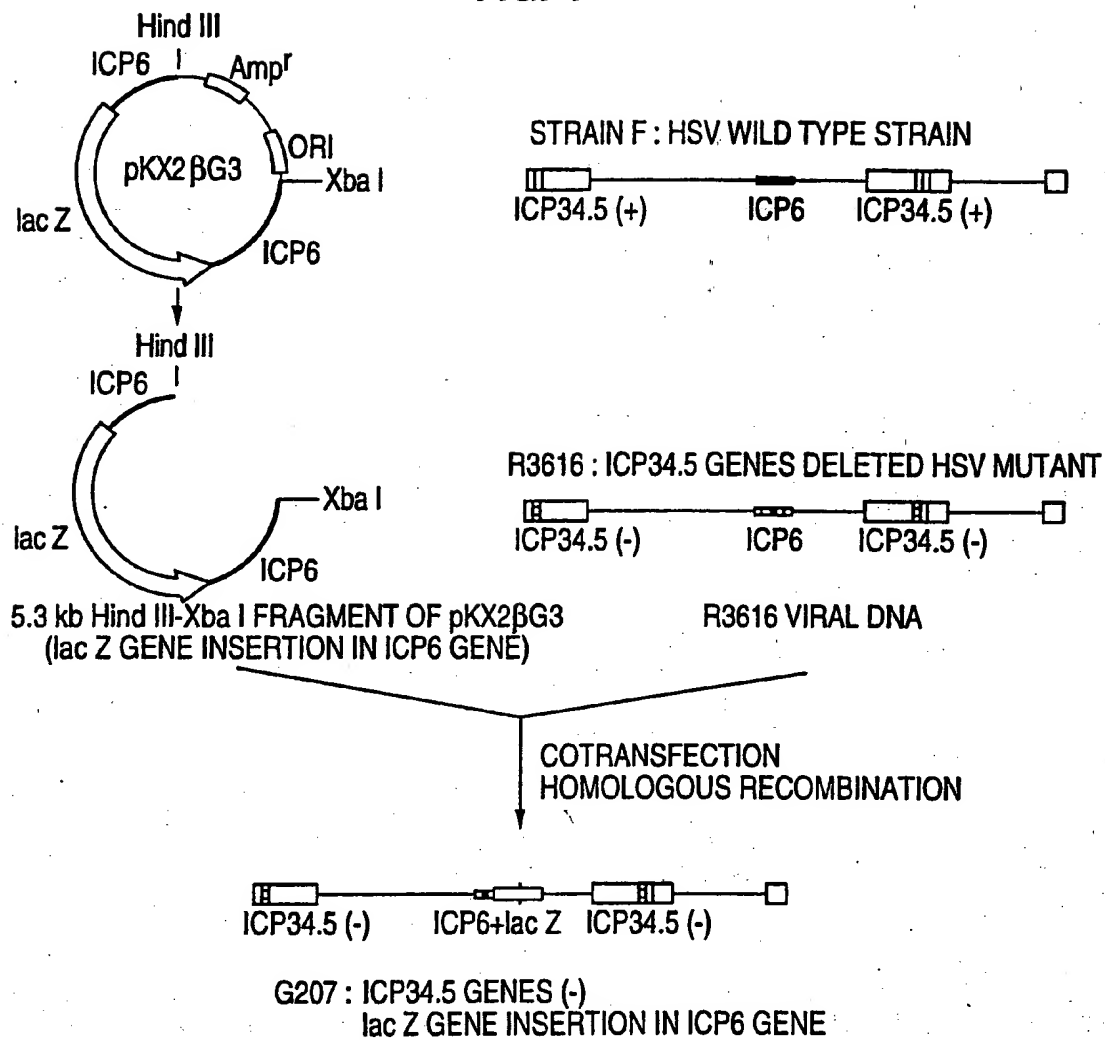 Hind III
ICP6
Ampʳ
pKX2βG3
ORI
Xba I
lac Z
ICP6
STRAIN F : HSV WILD TYPE STRAIN
ICP34.5 (+) ICP6 ICP34.5 (+)
Hind III
ICP6
Xba I
lac Z
ICP6
5.3 kb Hind III-Xba I FRAGMENT OF pKX2βG3
(lac Z GENE INSERTION IN ICP6 GENE)
R3616 : ICP34.5 GENES DELETED HSV MUTANT
ICP34.5 (-) ICP6 ICP34.5 (-)
R3616 VIRAL DNA
COTRANSFECTION
HOMOLOGOUS RECOMBINATION
ICP34.5 (-) ICP6+lac Z ICP34.5 (-)
G207 : ICP34.5 GENES (-)
lac Z GENE INSERTION IN ICP6 GENE